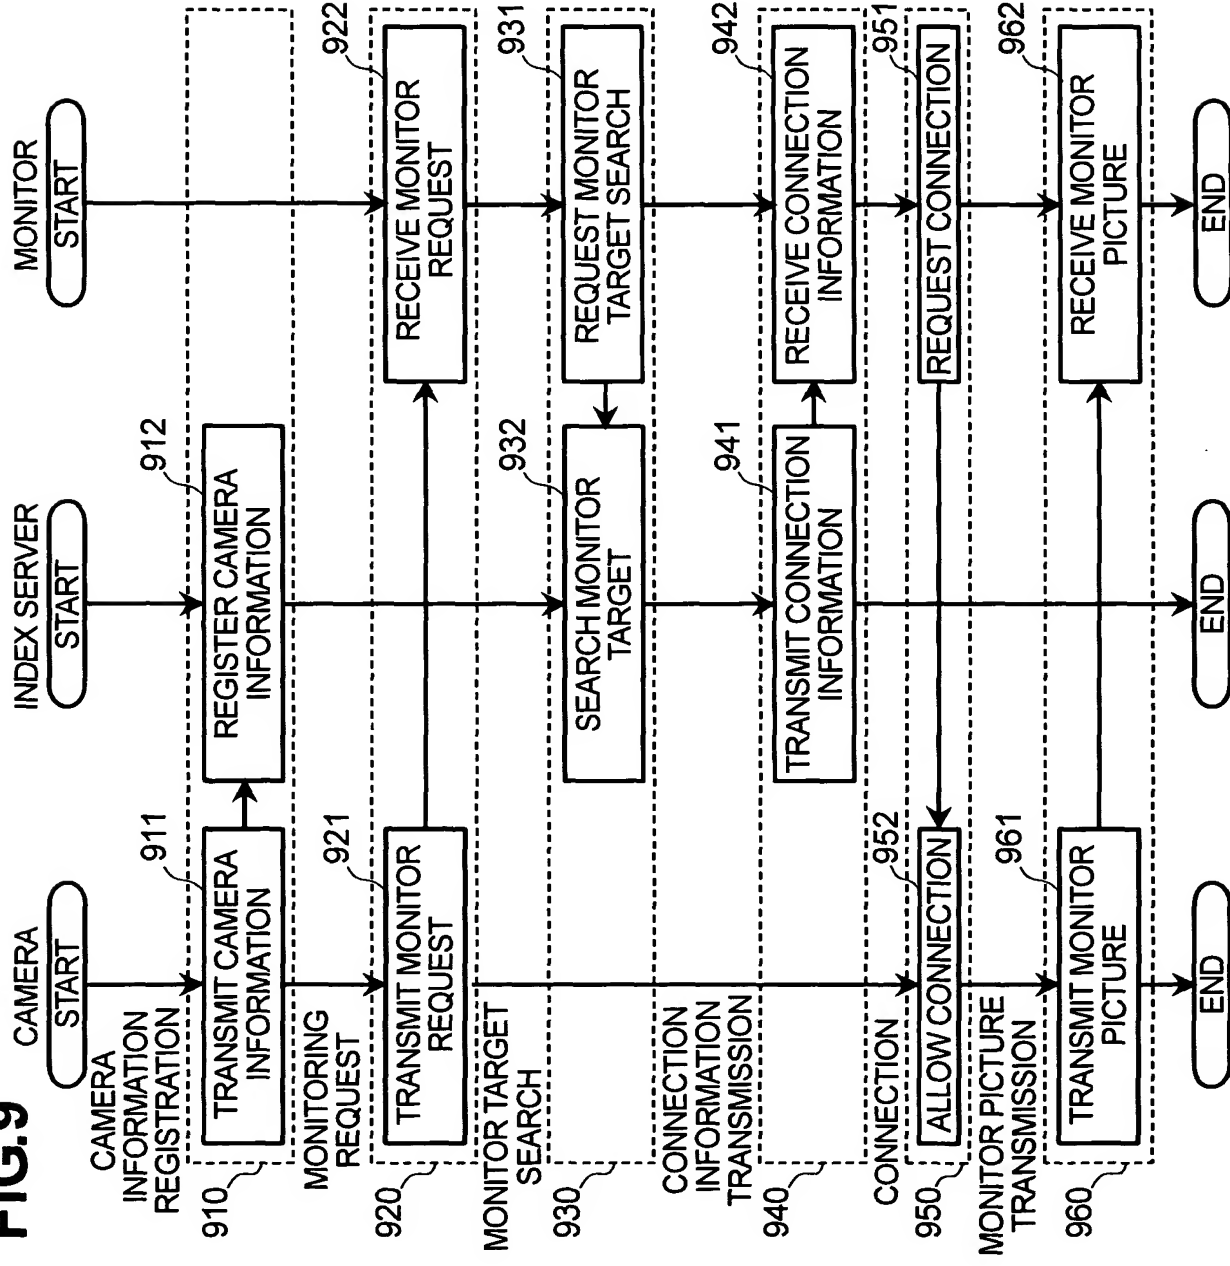 FIG.9
CAMERA
START
INDEX SERVER
START
MONITOR
START
CAMERA
INFORMATION
REGISTRATION
910
911
TRANSMIT CAMERA
INFORMATION
912
REGISTER CAMERA
INFORMATION
MONITORING
REQUEST
920
921
TRANSMIT MONITOR
REQUEST
922
RECEIVE MONITOR
REQUEST
MONITOR TARGET
SEARCH
930
932
SEARCH MONITOR
TARGET
931
REQUEST MONITOR
TARGET SEARCH
CONNECTION
INFORMATION
TRANSMISSION
940
941
TRANSMIT CONNECTION
INFORMATION
942
RECEIVE CONNECTION
INFORMATION
CONNECTION
950
952
ALLOW CONNECTION
951
REQUEST CONNECTION
MONITOR PICTURE
TRANSMISSION
960
961
TRANSMIT MONITOR
PICTURE
962
RECEIVE MONITOR
PICTURE
END
END
END